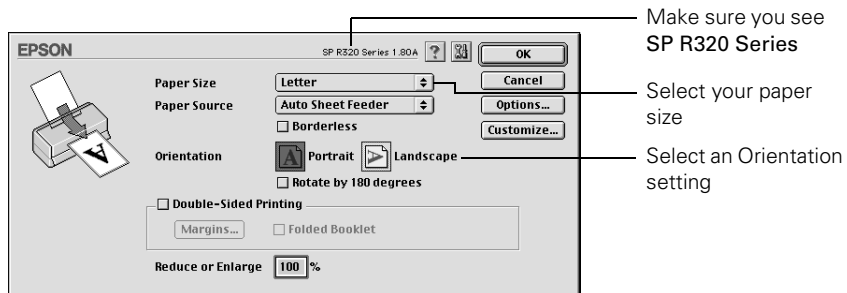 EPSON
SP R320 Series 1.80A
?
OK
Paper Size
Letter
Cancel
Paper Source
Auto Sheet Feeder
Options...
Borderless
Customize...
Orientation
A
Portrait
A
Landscape
Rotate by 180 degrees
Double-Sided Printing
Margins...
Folded Booklet
Reduce or Enlarge
100 %
A
Make sure you see
SP R320 Series
Select your paper
size
Select an Orientation
setting